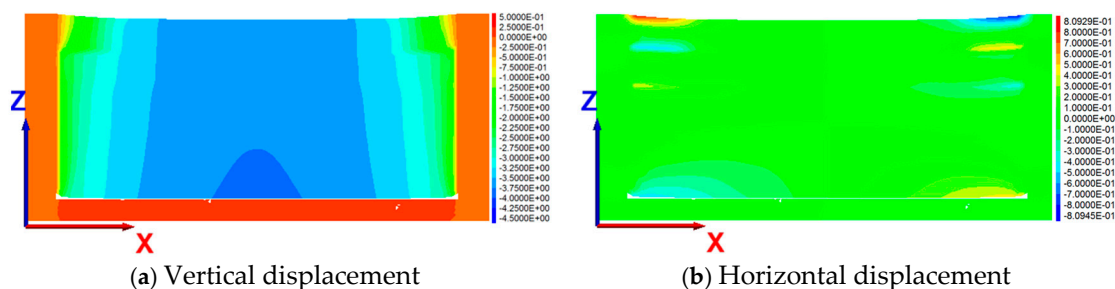 5.0000E-01
0.0000E+00
-2.5000E-01
-5.0000E-01
-7.5000E-01
-1.0000E+00
-1.2500E+00
-1.5000E+00
-1.7500E+00
-2.0000E+00
-2.2500E+00
-2.5000E+00
-2.7500E+00
-3.0000E+00
-3.2500E+00
-3.5000E+00
-3.7500E+00
-4.0000E+00
-4.2500E+00
-4.5000E+00
Z
X
(a) Vertical displacement
8.0929E-01
8.0000E-01
7.0000E-01
6.0000E-01
5.0000E-01
4.0000E-01
3.0000E-01
2.0000E-01
1.0000E-01
0.0000E+00
-1.0000E-01
-2.0000E-01
-3.0000E-01
-4.0000E-01
-5.0000E-01
-6.0000E-01
-7.0000E-01
-8.0000E-01
-8.0945E-01
Z
X
(b) Horizontal displacement